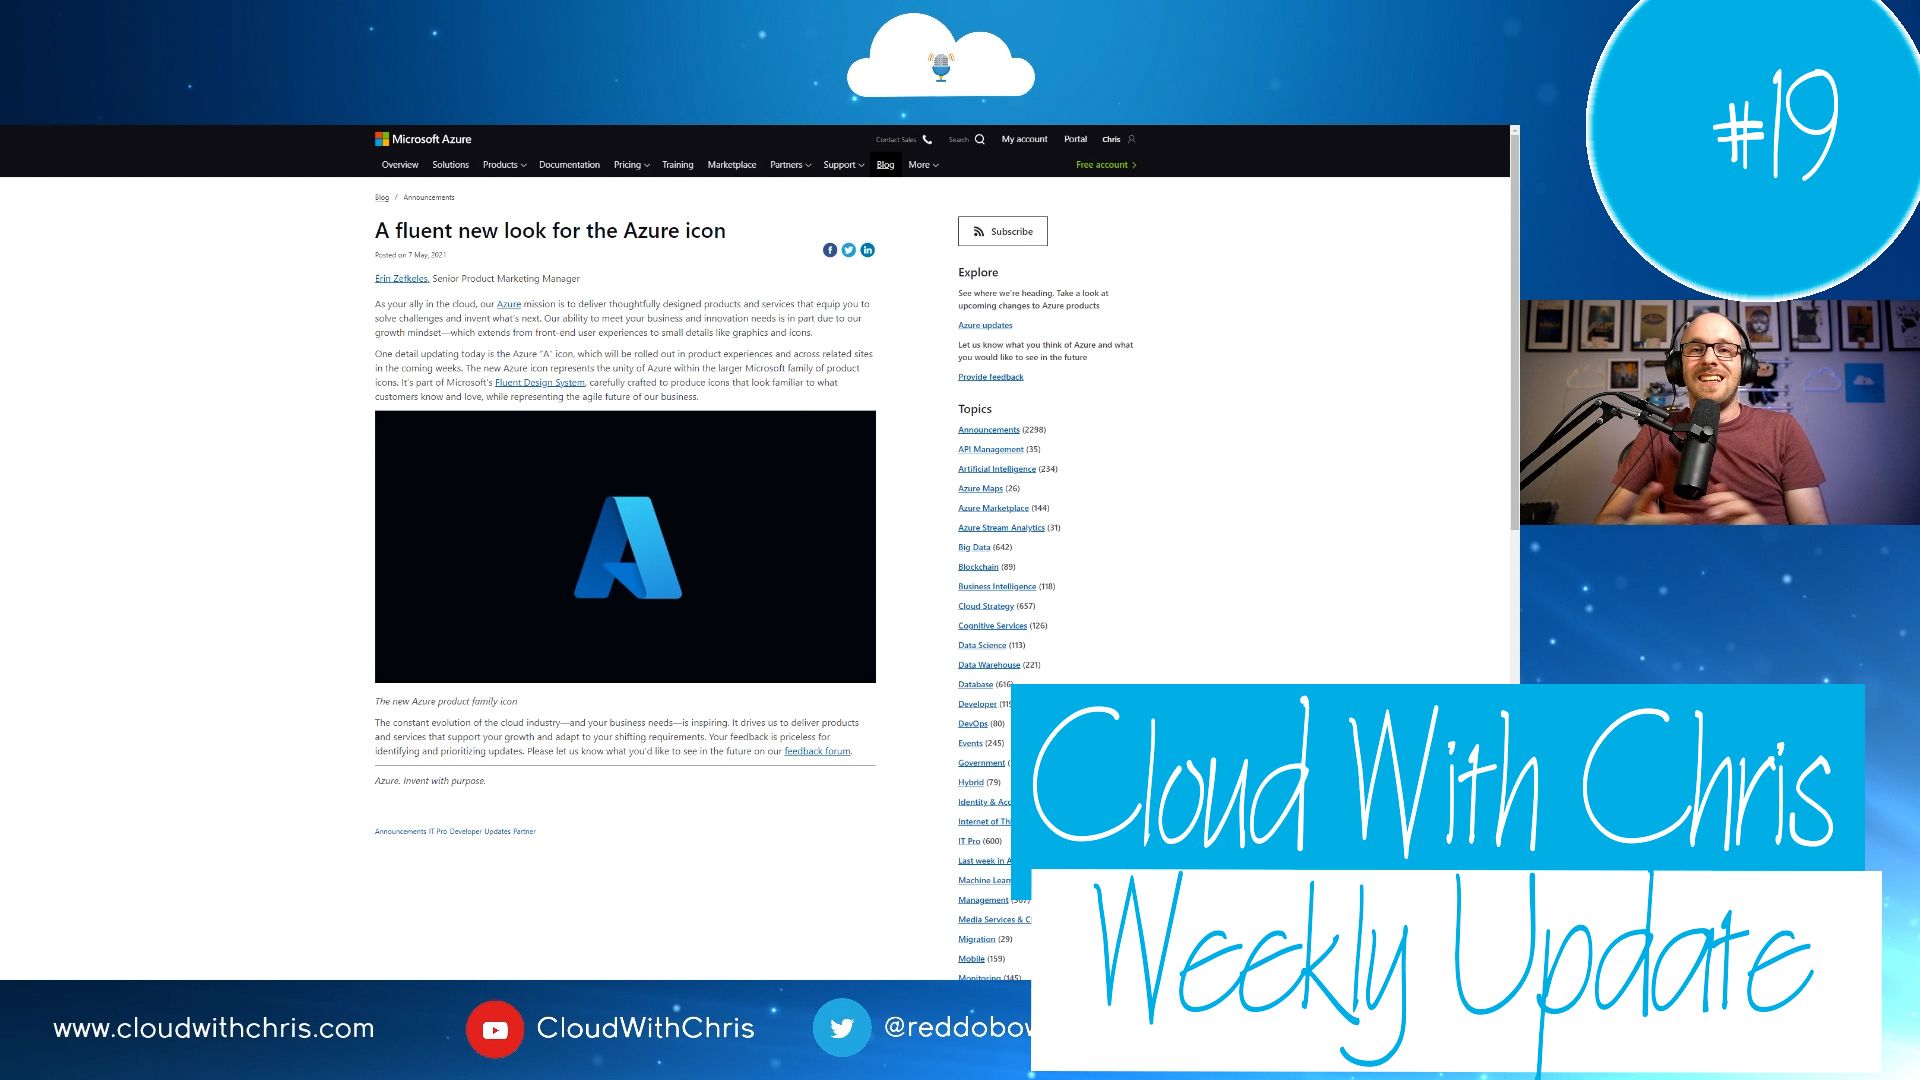 #19
Microsoft Azure
Contact Sales
Search
My account
Portal
Chris
Overview
Solutions
Products
Documentation
Pricing
Training
Marketplace
Partners
Support
Blog
More
Free account
Blog / Announcements
A fluent new look for the Azure icon
Posted on 7 May, 2021
Erin Zefkeles, Senior Product Marketing Manager
As your ally in the cloud, our Azure mission is to deliver thoughtfully designed products and services that equip you to
solve challenges and invent what's next. Our ability to meet your business and innovation needs is in part due to our
growth mindset—which extends from front-end user experiences to small details like graphics and icons.
One detail updating today is the Azure "A" icon, which will be rolled out in product experiences and across related sites
in the coming weeks. The new Azure icon represents the unity of Azure within the larger Microsoft family of product
icons. It's part of Microsoft's Fluent Design System, carefully crafted to produce icons that look familiar to what
customers know and love, while representing the agile future of our business.
The new Azure product family icon
The constant evolution of the cloud industry—and your business needs—is inspiring. It drives us to deliver products
and services that support your growth and adapt to your shifting requirements. Your feedback is priceless for
identifying and prioritizing updates. Please let us know what you'd like to see in the future on our feedback forum.
Azure. Invent with purpose.
Announcements IT Pro Developer Updates Partner
Subscribe
Explore
See where we're heading. Take a look at
upcoming changes to Azure products
Azure updates
Let us know what you think of Azure and what
you would like to see in the future
Provide feedback
Topics
Announcements (2298)
API Management (35)
Artificial Intelligence (234)
Azure Maps (26)
Azure Marketplace (144)
Azure Stream Analytics (31)
Big Data (642)
Blockchain (89)
Business Intelligence (118)
Cloud Strategy (657)
Cognitive Services (126)
Data Science (113)
Data Warehouse (221)
Database (616)
Developer (119
DevOps (80)
Events (245)
Government (
Hybrid (79)
Identity & Acc
Internet of Th
IT Pro (600)
Last week in A
Machine Learn
Management
Media Services & C
Migration (29)
Mobile (159)
Monitoring (145)
Cloud With Chris
Weekly Update
www.cloudwithchris.com
CloudWithChris
@reddobow